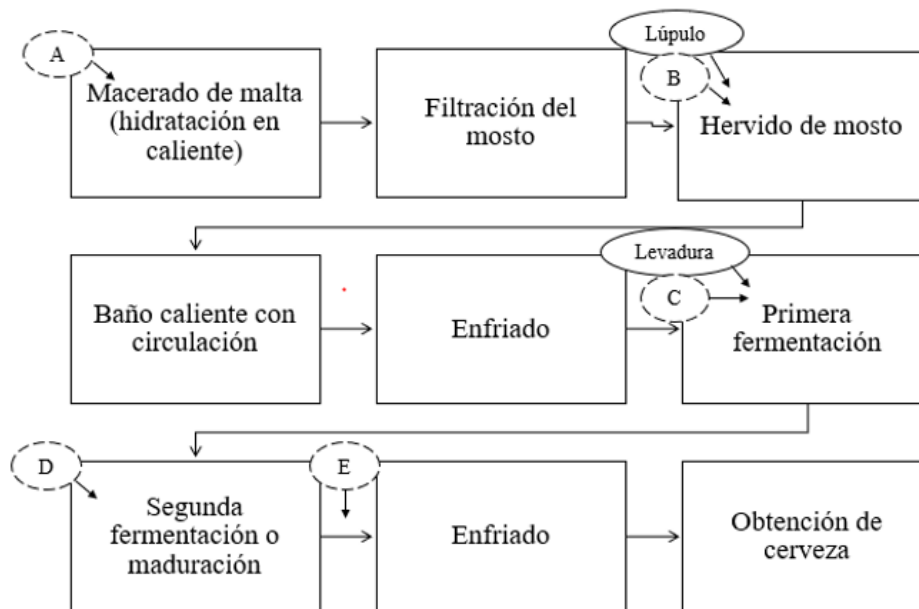 A
Macerado de malta
(hidratación en
caliente)
Filtración del
mosto
Lúpulo
B
Hervido de mosto
Baño caliente con
circulación
Enfriado
Levadura
C
Primera
fermentación
D
Segunda
fermentación o
maduración
E
Enfriado
Obtención de
cerveza